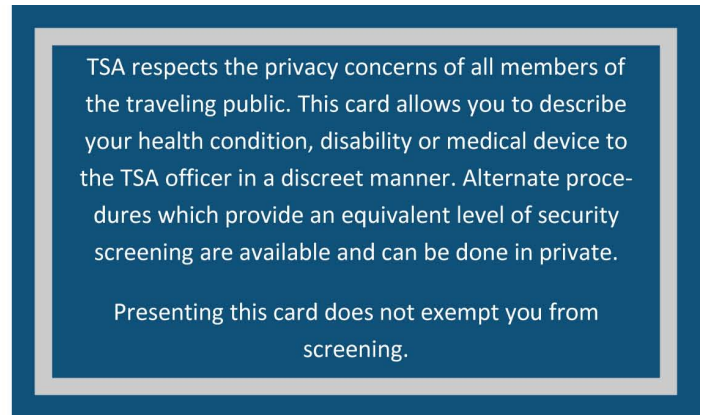 TSA respects the privacy concerns of all members of
the traveling public. This card allows you to describe
your health condition, disability or medical device to
the TSA officer in a discreet manner. Alternate proce-
dures which provide an equivalent level of security
screening are available and can be done in private.
Presenting this card does not exempt you from
screening.